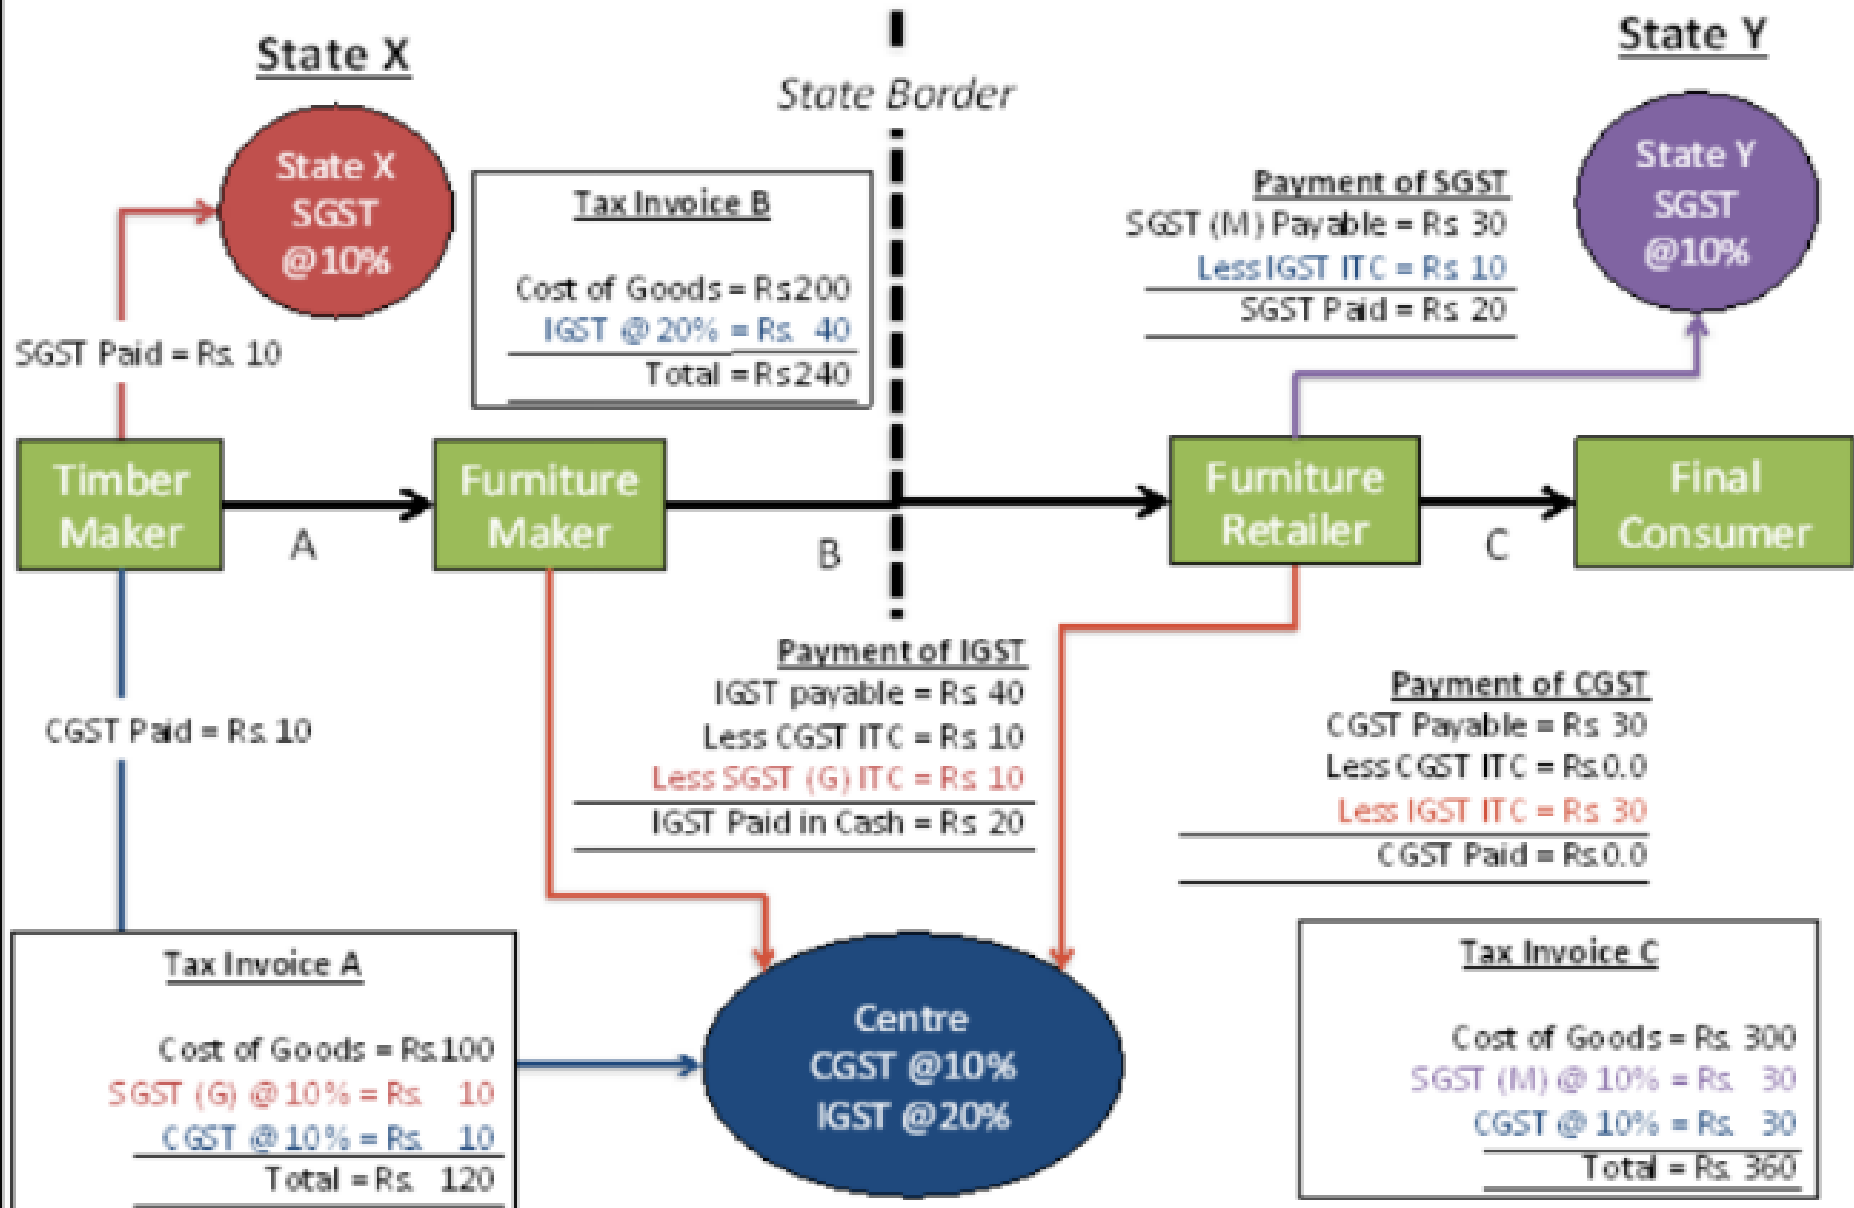 State X
State Y
State Border
State X
SGST
@10%
Tax Invoice B
Cost of Goods = Rs200
IGST @ 20% = Rs. 40
Total = Rs240
Payment of SGST
SGST (M) Payable = Rs 30
Less IGST ITC = Rs 10
SGST Paid = Rs 20
State Y
SGST
@10%
SGST Paid = Rs. 10
Timber
Maker
A
Furniture
Maker
B
Furniture
Retailer
C
Final
Consumer
CGST Paid = Rs. 10
Payment of IGST
IGST payable = Rs 40
Less CGST ITC = Rs 10
Less SGST (G) ITC = Rs 10
IGST Paid in Cash = Rs 20
Payment of CGST
CGST Payable = Rs 30
Less CGST ITC = Rs.0.0
Less IGST ITC = Rs 30
CGST Paid = Rs.0.0
Tax Invoice A
Cost of Goods = Rs.100
SGST (G) @ 10% = Rs. 10
CGST @ 10% = Rs. 10
Total = Rs. 120
Centre
CGST @10%
IGST @20%
Tax Invoice C
Cost of Goods = Rs. 300
SGST (M) @ 10% = Rs. 30
CGST @ 10% = Rs. 30
Total = Rs. 360